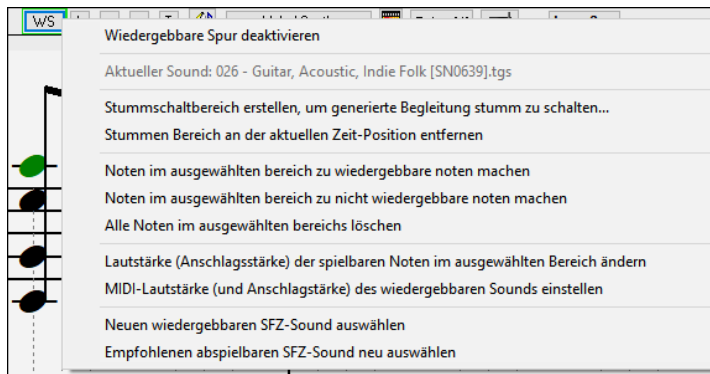 WS
Wiedergebbare Spur deaktivieren
Aktueller Sound: 026 - Guitar, Acoustic, Indie Folk [SN0639].tgs
Stummschaltbereich erstellen, um generierte Begleitung stumm zu schalten...
Stummen Bereich an der aktuellen Zeit-Position entfernen
Noten im ausgewählten bereich zu wiedergebbare noten machen
Noten im ausgewählten bereich zu nicht wiedergebbare noten machen
Alle Noten im ausgewählten bereichs löschen
Lautstärke (Anschlagsstärke) der spielbaren Noten im ausgewählten Bereich ändern
MIDI-Lautstärke (und Anschlagstärke) des wiedergebbaren Sounds einstellen
Neuen wiedergebbaren SFZ-Sound auswählen
Empfohlenen abspielbaren SFZ-Sound neu auswählen